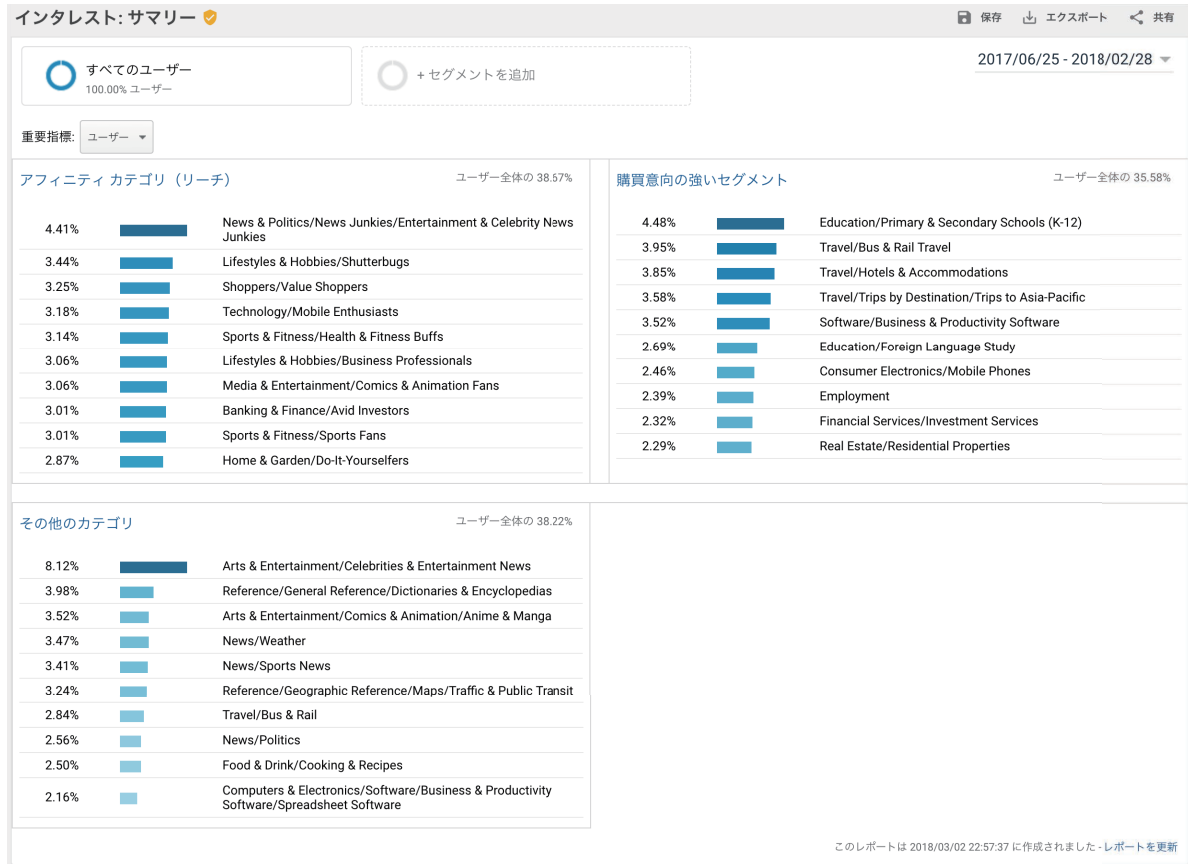 インタレスト: サマリー
保存
エクスポート
共有
すべてのユーザー
100.00% ユーザー
+ セグメントを追加
2017/06/25 - 2018/02/28
重要指標: ユーザー
アフィニティ カテゴリ（リーチ）
ユーザー全体の 38.67%
4.41% News & Politics/News Junkies/Entertainment & Celebrity News
Junkies
3.44% Lifestyles & Hobbies/Shutterbugs
3.25% Shoppers/Value Shoppers
3.18% Technology/Mobile Enthusiasts
3.14% Sports & Fitness/Health & Fitness Buffs
3.06% Lifestyles & Hobbies/Business Professionals
3.06% Media & Entertainment/Comics & Animation Fans
3.01% Banking & Finance/Avid Investors
3.01% Sports & Fitness/Sports Fans
2.87% Home & Garden/Do-It-Yourselfers
購買意向の強いセグメント
ユーザー全体の 35.58%
4.48% Education/Primary & Secondary Schools (K-12)
3.95% Travel/Bus & Rail Travel
3.85% Travel/Hotels & Accommodations
3.58% Travel/Trips by Destination/Trips to Asia-Pacific
3.52% Software/Business & Productivity Software
2.69% Education/Foreign Language Study
2.46% Consumer Electronics/Mobile Phones
2.39% Employment
2.32% Financial Services/Investment Services
2.29% Real Estate/Residential Properties
その他のカテゴリ
ユーザー全体の 38.22%
8.12% Arts & Entertainment/Celebrities & Entertainment News
3.98% Reference/General Reference/Dictionaries & Encyclopedias
3.52% Arts & Entertainment/Comics & Animation/Anime & Manga
3.47% News/Weather
3.41% News/Sports News
3.24% Reference/Geographic Reference/Maps/Traffic & Public Transit
2.84% Travel/Bus & Rail
2.56% News/Politics
2.50% Food & Drink/Cooking & Recipes
2.16% Computers & Electronics/Software/Business & Productivity
Software/Spreadsheet Software
このレポートは 2018/03/02 22:57:37 に作成されました - レポートを更新